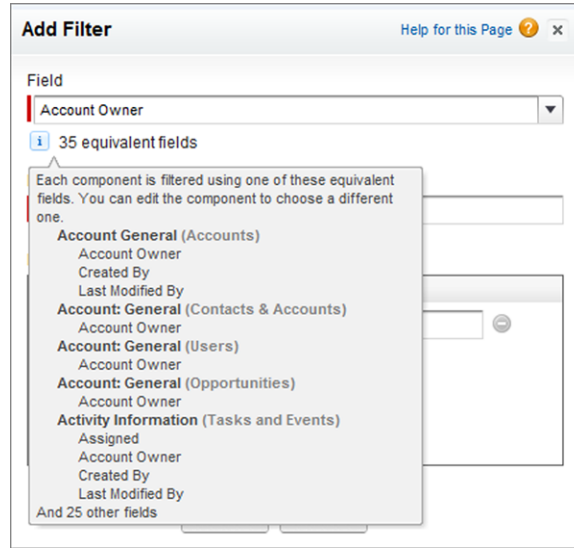 Add Filter
Help for this Page
Field
Account Owner
35 equivalent fields
Each component is filtered using one of these equivalent
fields. You can edit the component to choose a different
one.
Account General (Accounts)
Account Owner
Created By
Last Modified By
Account: General (Contacts & Accounts)
Account Owner
Account: General (Users)
Account Owner
Account: General (Opportunities)
Account Owner
Activity Information (Tasks and Events)
Assigned
Account Owner
Created By
Last Modified By
And 25 other fields